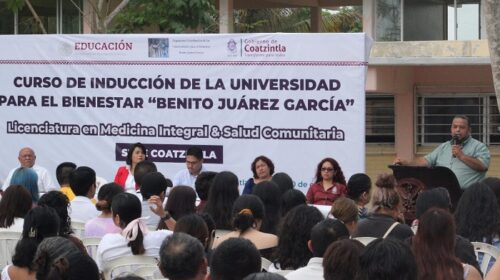 EDUCACIÓN
Gobierno de
Coatzintla
CURSO DE INDUCCIÓN DE LA UNIVERSIDAD
PARA EL BIENESTAR “BENITO JUÁREZ GARCÍA”
Licenciatura en Medicina Integral & Salud Comunitaria
COATZINTLA